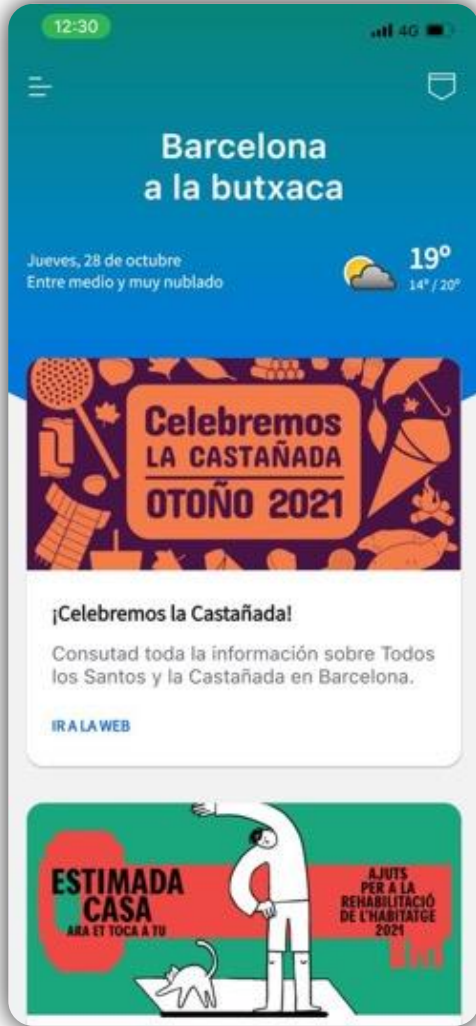 12:30
4G
Barcelona
a la butxaca
Jueves, 28 de octubre
Entre medio y muy nublado
19º
14º / 20º
Celebremos
LA CASTAÑADA
OTOÑO 2021
¡Celebremos la Castañada!
Consutad toda la información sobre Todos
los Santos y la Castañada en Barcelona.
IR A LA WEB
ESTIMADA
CASA
ARA ET TOCA A TU
AJUTS
PER A LA
REHABILITACIÓ
DE L'HABITATGE
2021